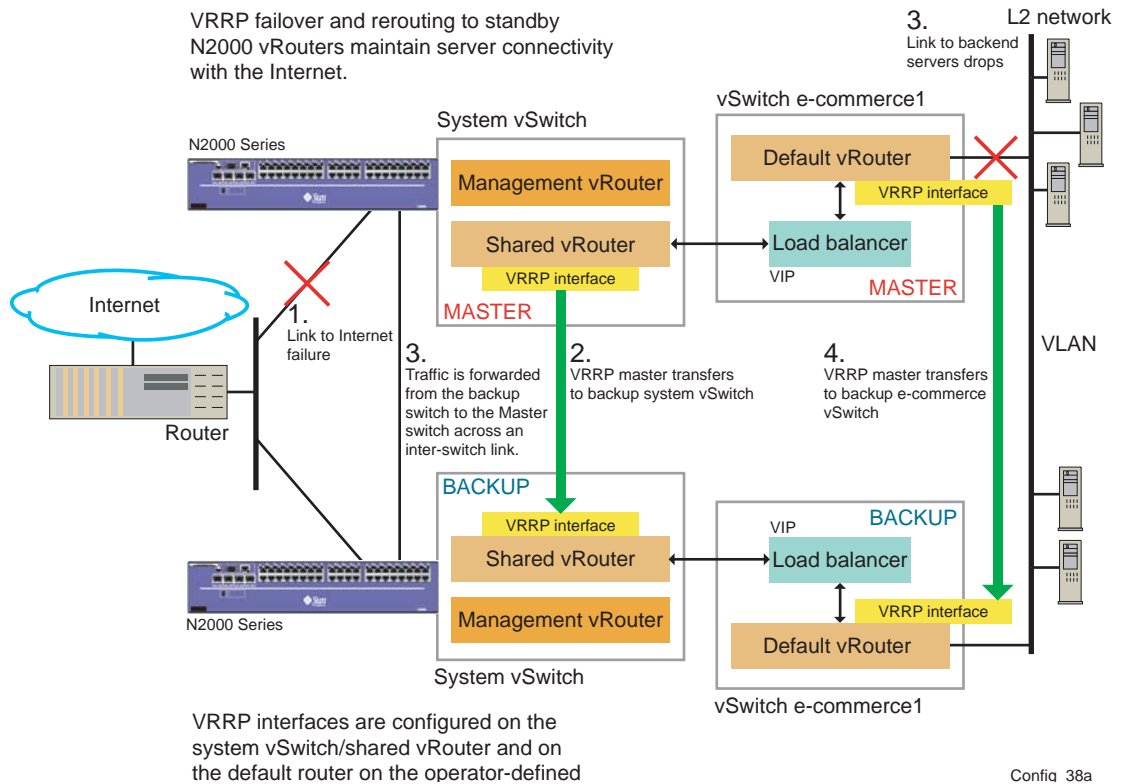 VRRP failover and rerouting to standby
N2000 vRouters maintain server connectivity
with the Internet.
3.
Link to backend
servers drops
L2 network
System vSwitch
vSwitch e-commerce1
N2000 Series
Management vRouter
Shared vRouter
VRRP interface
MASTER
Default vRouter
VRRP interface
Load balancer
VIP
MASTER
Internet
Router
1.
Link to Internet
failure
3.
Traffic is forwarded
from the backup
switch to the Master
switch across an
inter-switch link.
2.
VRRP master transfers
to backup system vSwitch
4.
VRRP master transfers
to backup e-commerce
vSwitch
VLAN
BACKUP
VRRP interface
Shared vRouter
Management vRouter
N2000 Series
System vSwitch
VIP
BACKUP
Load balancer
VRRP interface
Default vRouter
vSwitch e-commerce1
VRRP interfaces are configured on the
system vSwitch/shared vRouter and on
the default router on the operator-defined
Config_38a